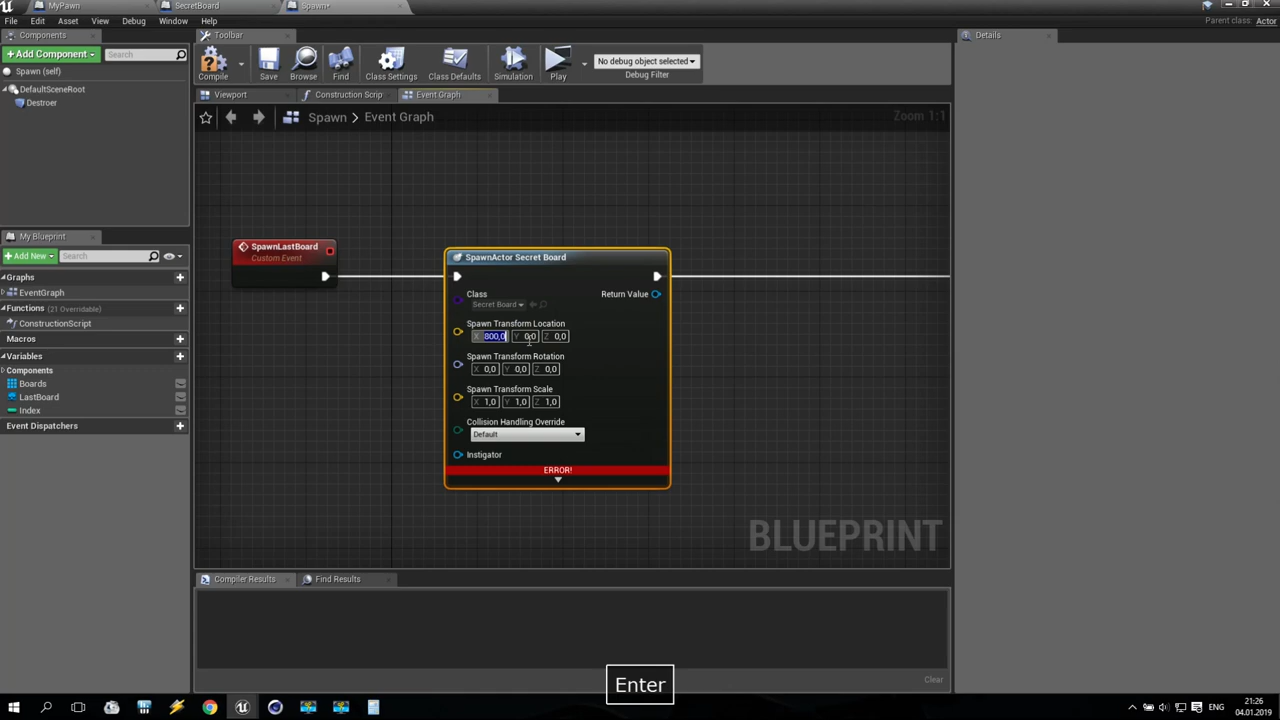 MyPawn
SecretBoard
Spawn*
File Edit Asset View Debug Window Help
Parent class: Actor
Components
Toolbar
Details
+ Add Component
Search
Compile
Save
Browse
Find
Class Settings
Class Defaults
Simulation
Play
No debug object selected
Debug Filter
Spawn (self)
DefaultSceneRoot
Destroer
Viewport
Construction Scrip
Event Graph
Spawn > Event Graph
Zoom 1:1
My Blueprint
+ Add New
Search
Graphs
EventGraph
Functions (21 Overridable)
ConstructionScript
Macros
Variables
Components
Boards
LastBoard
Index
Event Dispatchers
SpawnLastBoard
Custom Event
SpawnActor Secret Board
Class
Return Value
Secret Board
Spawn Transform Location
X 800,0 Y 0,0 Z 0,0
Spawn Transform Rotation
X 0,0 Y 0,0 Z 0,0
Spawn Transform Scale
X 1,0 Y 1,0 Z 1,0
Collision Handling Override
Default
Instigator
ERROR!
BLUEPRINT
Compiler Results
Find Results
Clear
Enter
ENG
21:26
04.01.2019